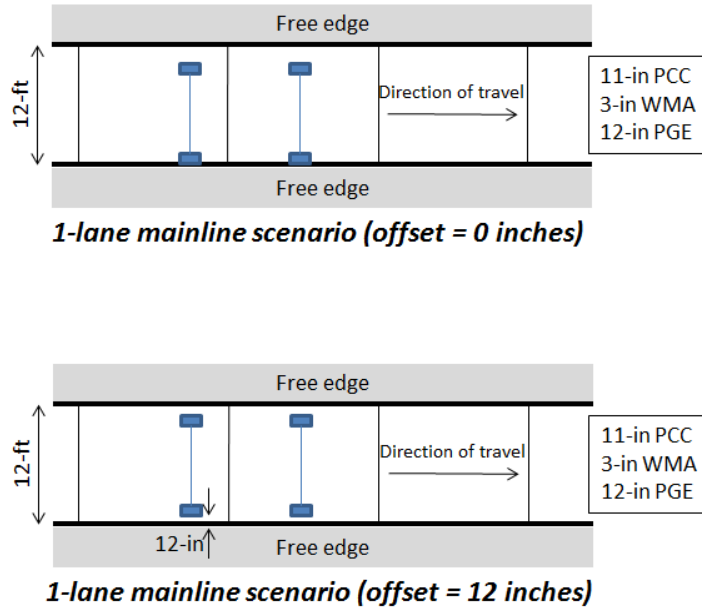 Free edge
12-ft
Direction of travel
11-in PCC
3-in WMA
12-in PGE
Free edge
1-lane mainline scenario (offset = 0 inches)
Free edge
12-ft
Direction of travel
11-in PCC
3-in WMA
12-in PGE
12-in
Free edge
1-lane mainline scenario (offset = 12 inches)